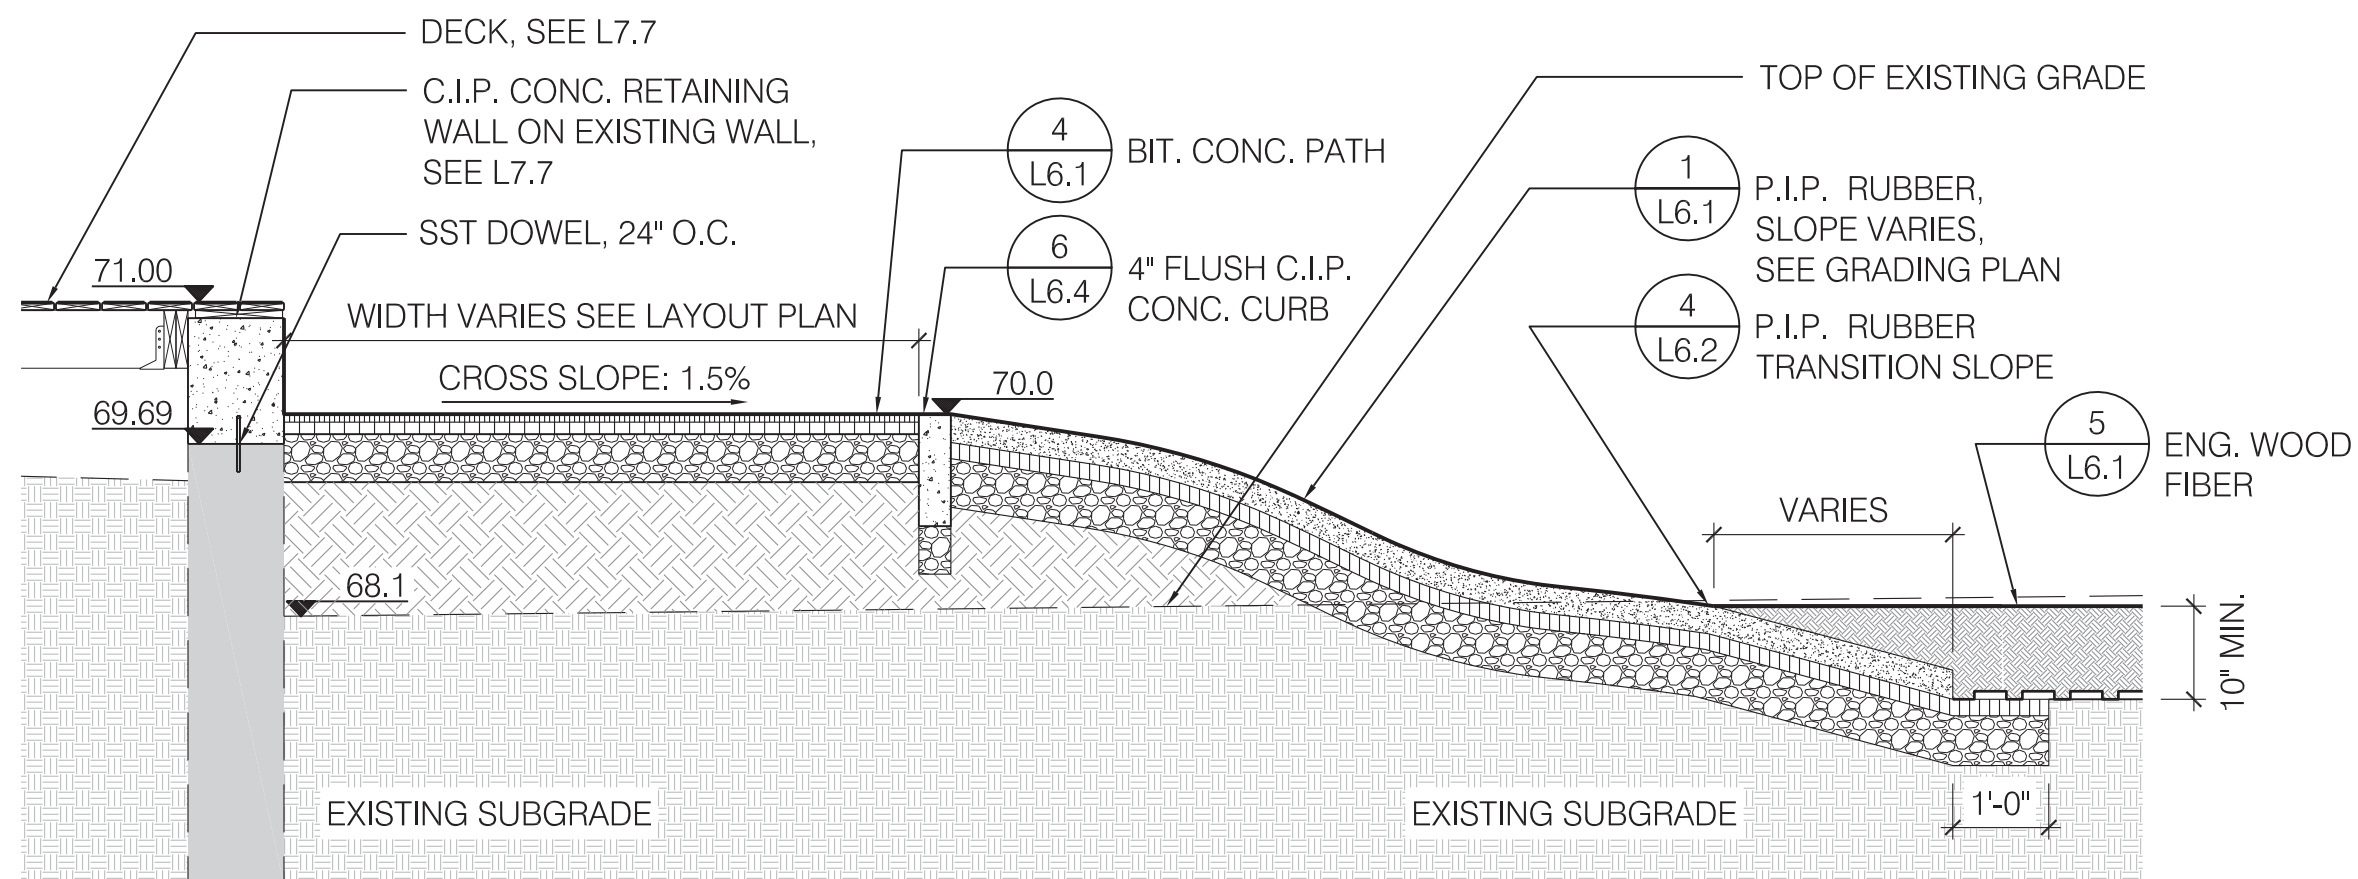 DECK, SEE L7.7
C.I.P. CONC. RETAINING
WALL ON EXISTING WALL,
SEE L7.7
SST DOWEL, 24" O.C.
71.00
WIDTH VARIES SEE LAYOUT PLAN
CROSS SLOPE: 1.5%
69.69
68.1
4
L6.1
BIT. CONC. PATH
6
L6.4
4" FLUSH C.I.P.
CONC. CURB
70.0
TOP OF EXISTING GRADE
1
L6.1
P.I.P. RUBBER,
SLOPE VARIES,
SEE GRADING PLAN
4
L6.2
P.I.P. RUBBER
TRANSITION SLOPE
5
L6.1
ENG. WOOD
FIBER
VARIES
10" MIN.
1'-0"
EXISTING SUBGRADE
EXISTING SUBGRADE